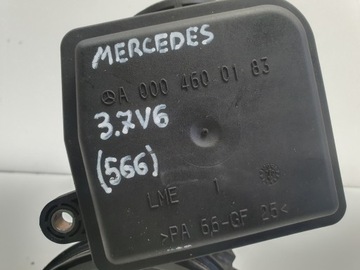 MERCEDES
A 000 460 01 83
3.7V6
(566)
LME 1
>PA 66-GF 25<